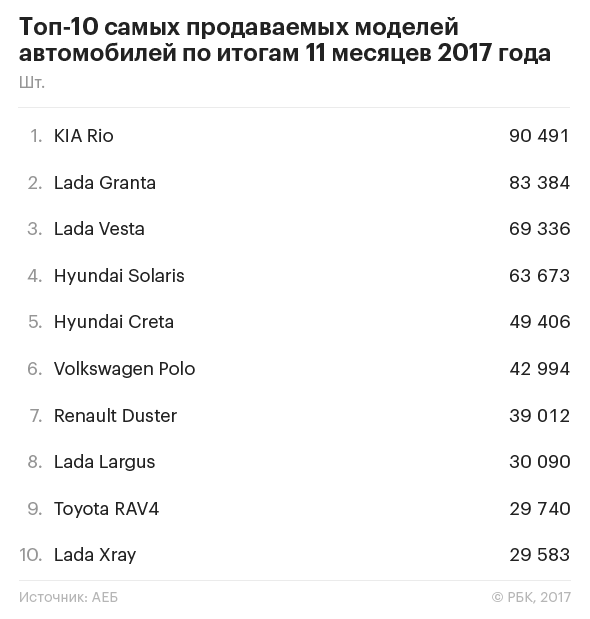 Топ-10 самых продаваемых моделей
автомобилей по итогам 11 месяцев 2017 года
Шт.
1. KIA Rio 90 491
2. Lada Granta 83 384
3. Lada Vesta 69 336
4. Hyundai Solaris 63 673
5. Hyundai Creta 49 406
6. Volkswagen Polo 42 994
7. Renault Duster 39 012
8. Lada Largus 30 090
9. Toyota RAV4 29 740
10. Lada Xray 29 583
Источник: АЕБ © РБК, 2017